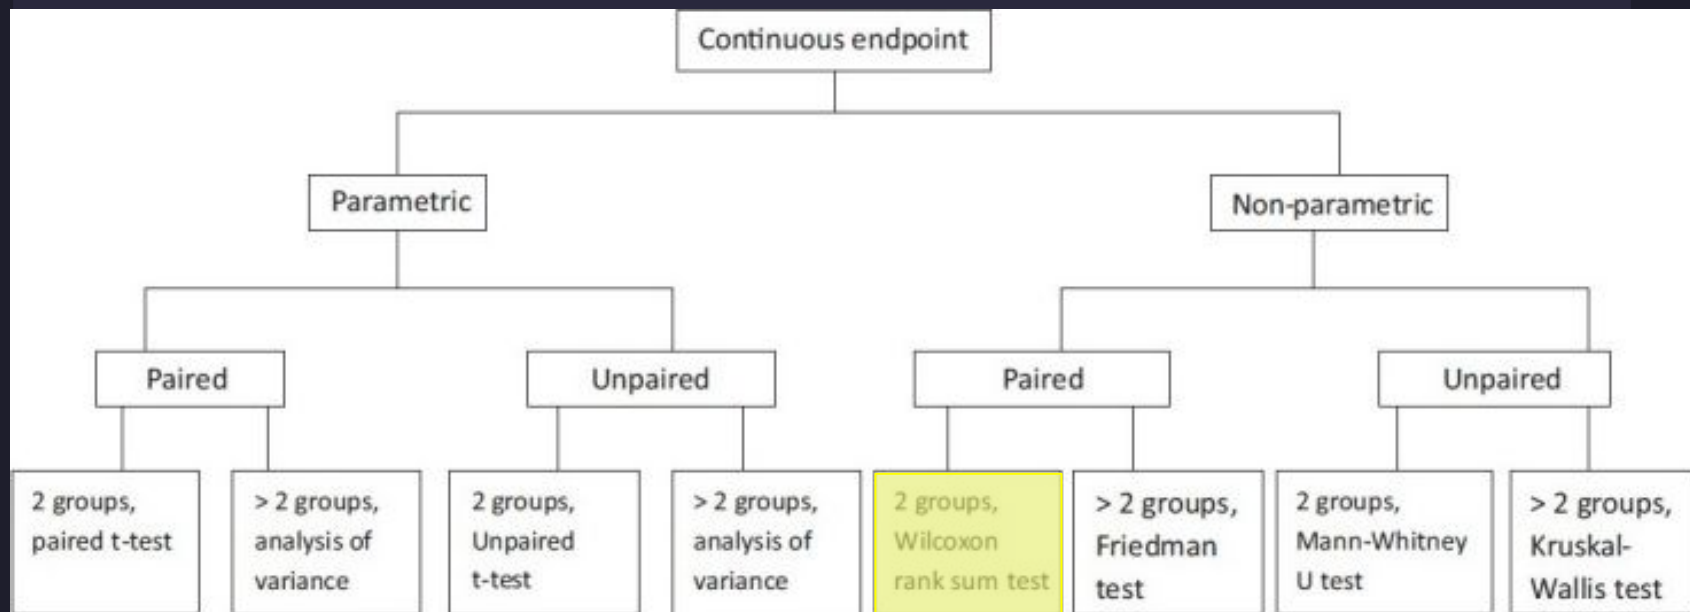 Continuous endpoint
Parametric
Non-parametric
Paired
Unpaired
Paired
Unpaired
2 groups,
paired t-test
> 2 groups,
analysis of
variance
2 groups,
Unpaired
t-test
> 2 groups,
analysis of
variance
2 groups,
Wilcoxon
rank sum test
> 2 groups,
Friedman
test
2 groups,
Mann-Whitney
U test
> 2 groups,
Kruskal-
Wallis test